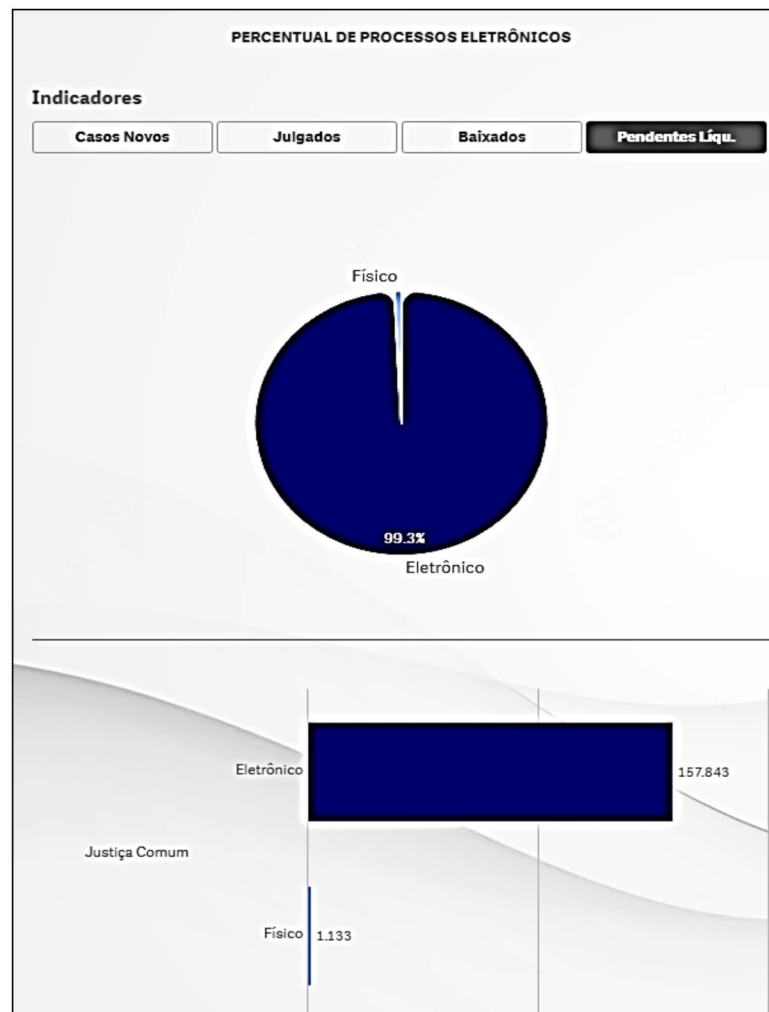 PERCENTUAL DE PROCESSOS ELETRÔNICOS
Indicadores
Casos Novos
Julgados
Baixados
Pendentes Líqu.
Físico
99.3%
Eletrônico
Eletrônico
157.843
Justiça Comum
Físico
1.133